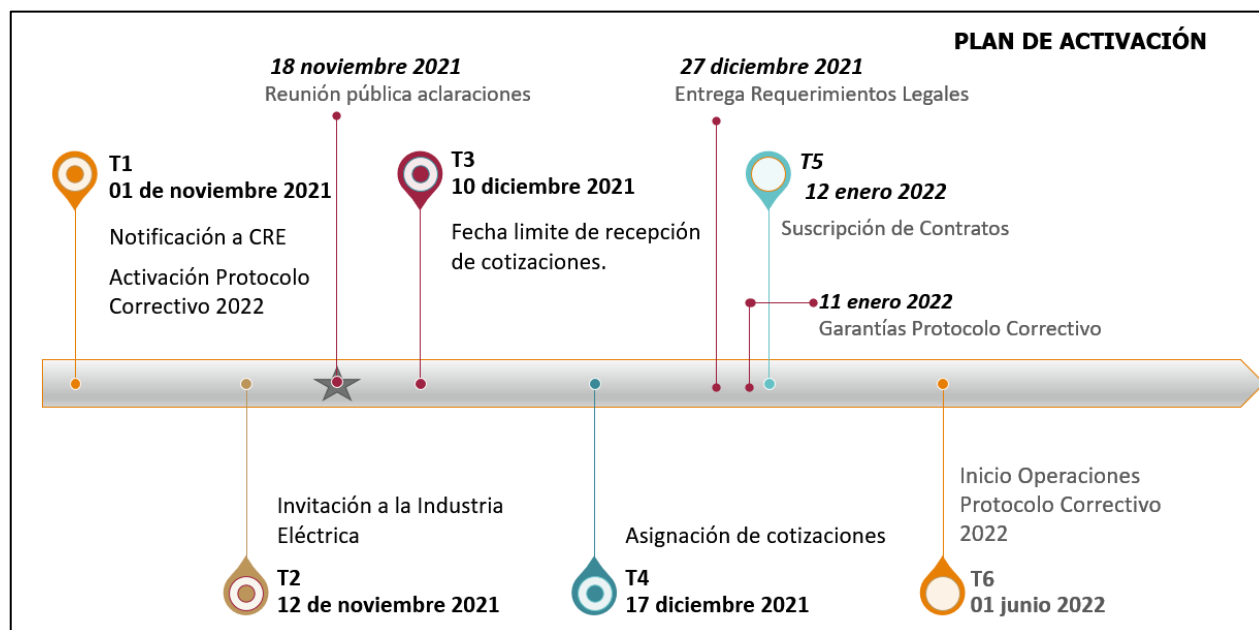 PLAN DE ACTIVACIÓN
18 noviembre 2021
Reunión pública aclaraciones
27 diciembre 2021
Entrega Requerimientos Legales
T1
01 de noviembre 2021
Notificación a CRE
Activación Protocolo
Correctivo 2022
T3
10 diciembre 2021
Fecha limite de recepción
de cotizaciones.
T5
12 enero 2022
Suscripción de Contratos
11 enero 2022
Garantías Protocolo Correctivo
Invitación a la Industria
Eléctrica
T2
12 de noviembre 2021
Asignación de cotizaciones
T4
17 diciembre 2021
Inicio Operaciones
Protocolo Correctivo
2022
T6
01 junio 2022